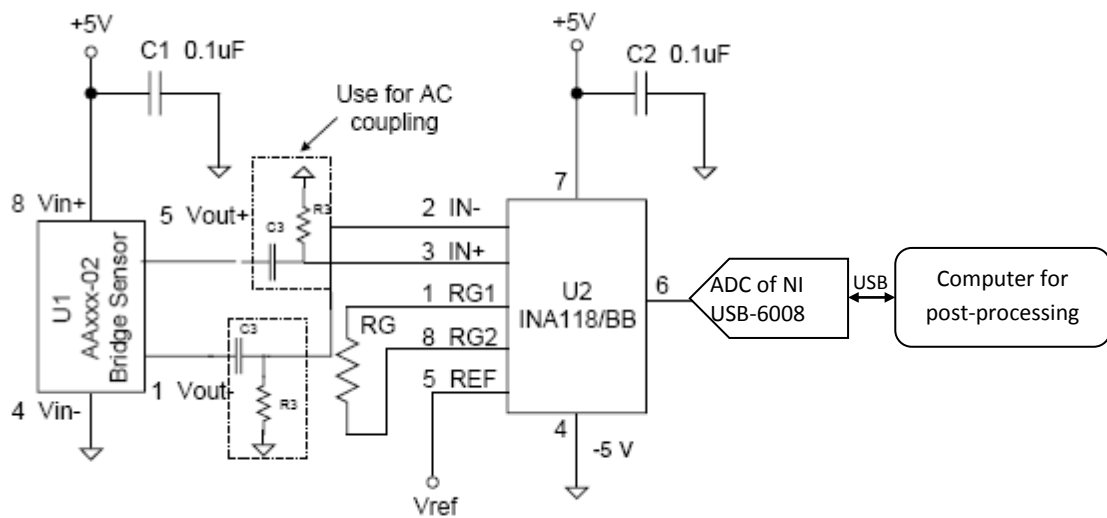 +5V
C1 0.1uF
Use for AC
coupling
8 Vin+
5 Vout+
R3
C3
U1
AAxxx-02
Bridge Sensor
C3
R3
1 Vout-
4 Vin-
RG
+5V
C2 0.1uF
7
2 IN-
3 IN+
1 RG1
8 RG2
5 REF
U2
INA118/BB
6
4
-5 V
Vref
ADC of NI
USB-6008
USB
Computer for
post-processing